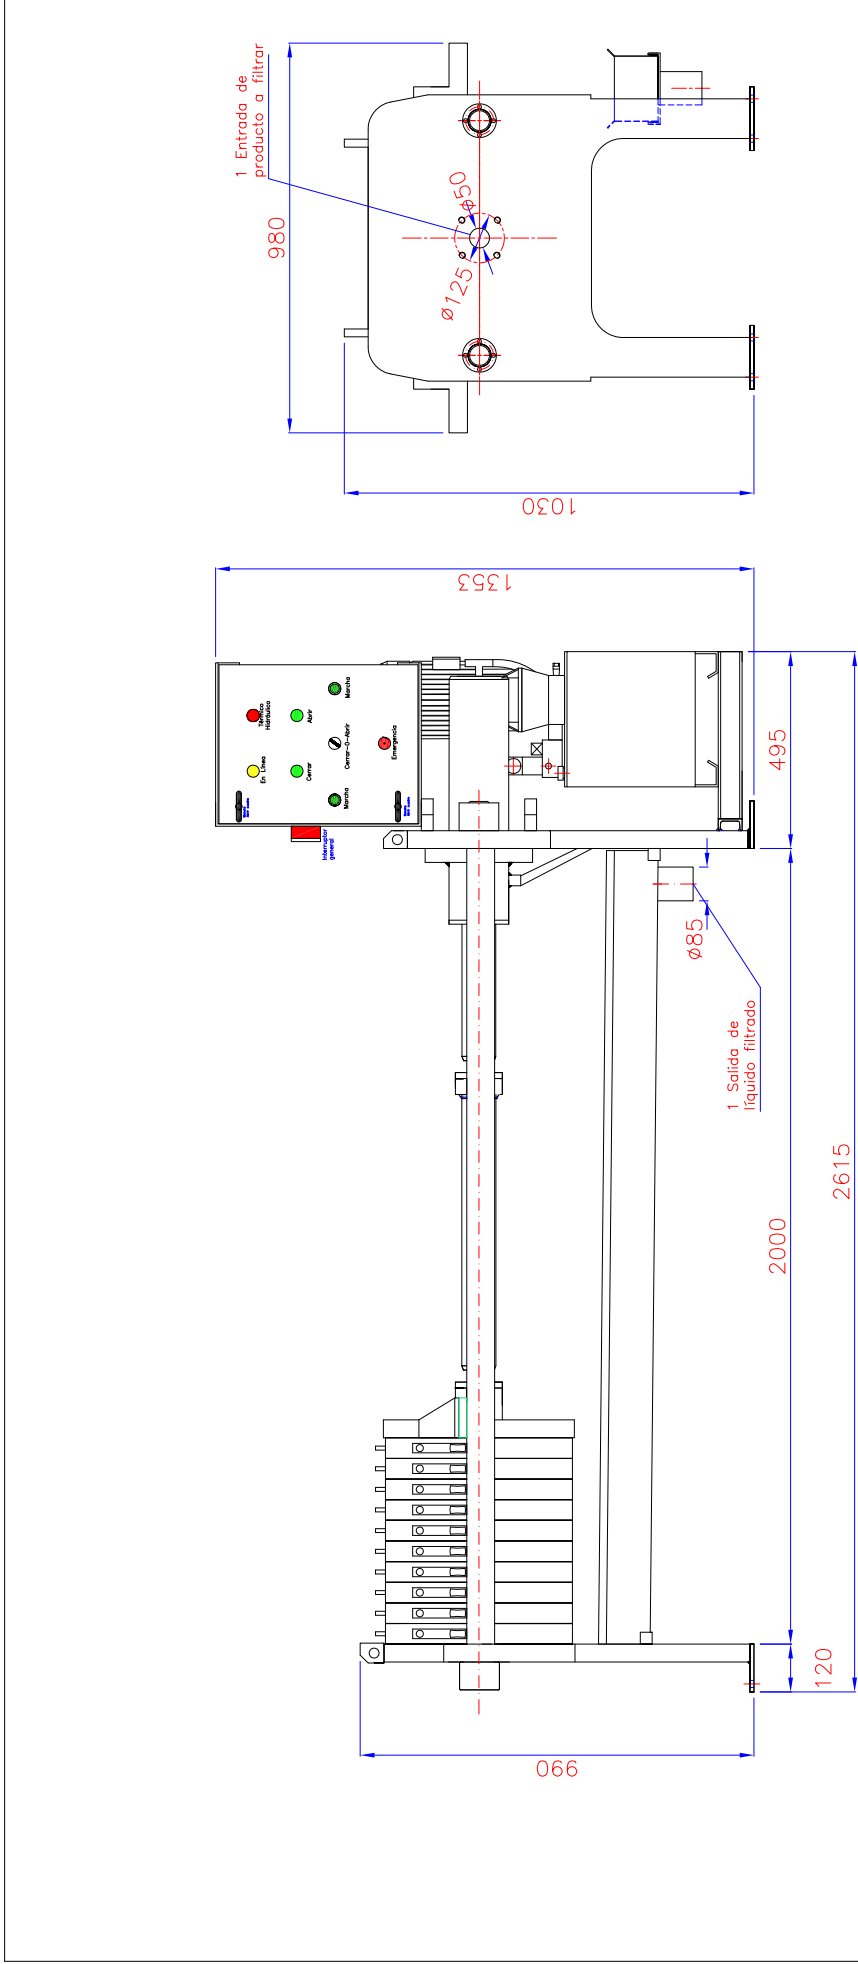 1 Entrada de
producto a filtrar
980
Ø50
Ø125
1030
1353
Térmico
Hidráulico
En Línea
Abrir
Cerrar
Marcha
Cerrar-O-Abrir
Marcha
Emergencia
Interruptor
general
495
Ø85
1 Salida de
líquido filtrado
2000
2615
120
990